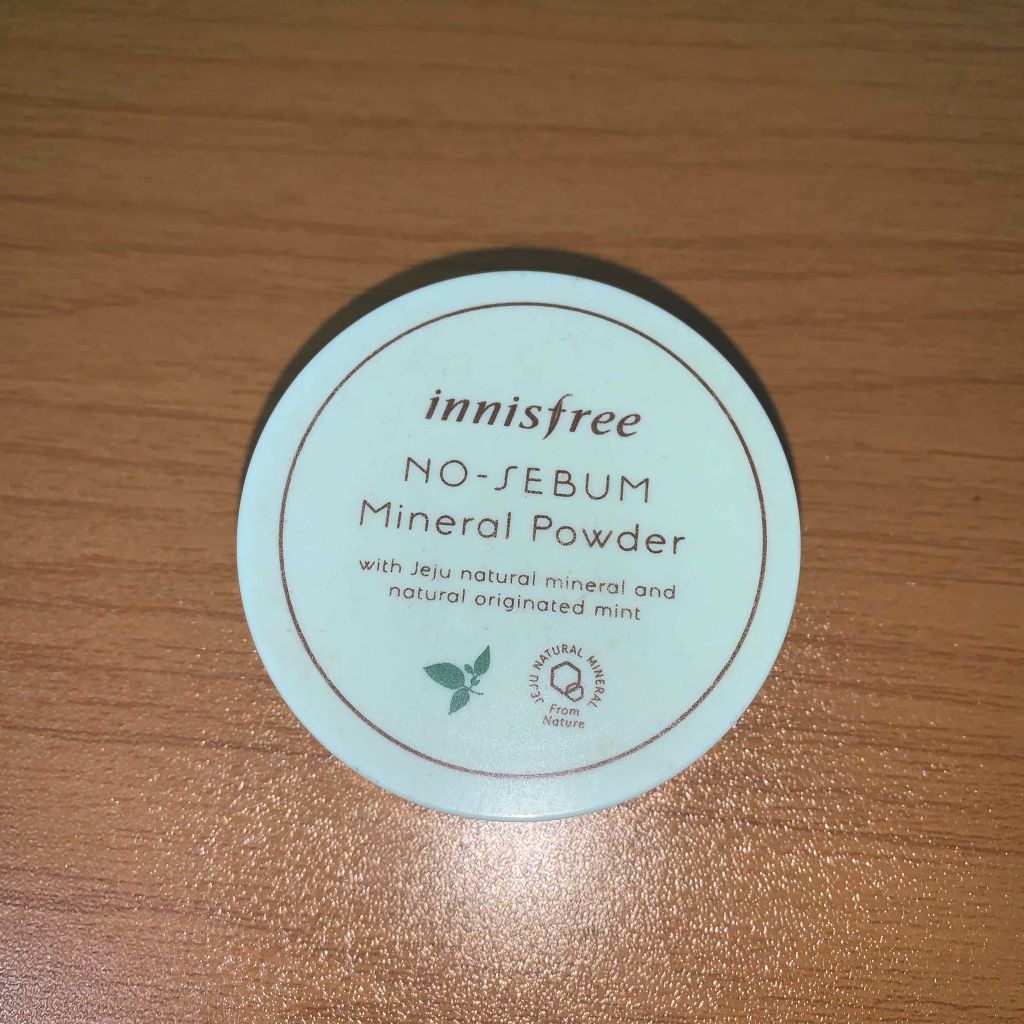 innisfree
NO-SEBUM
Mineral Powder
with Jeju natural mineral and
natural originated mint
JEJU NATURAL MINERAL
From
Nature